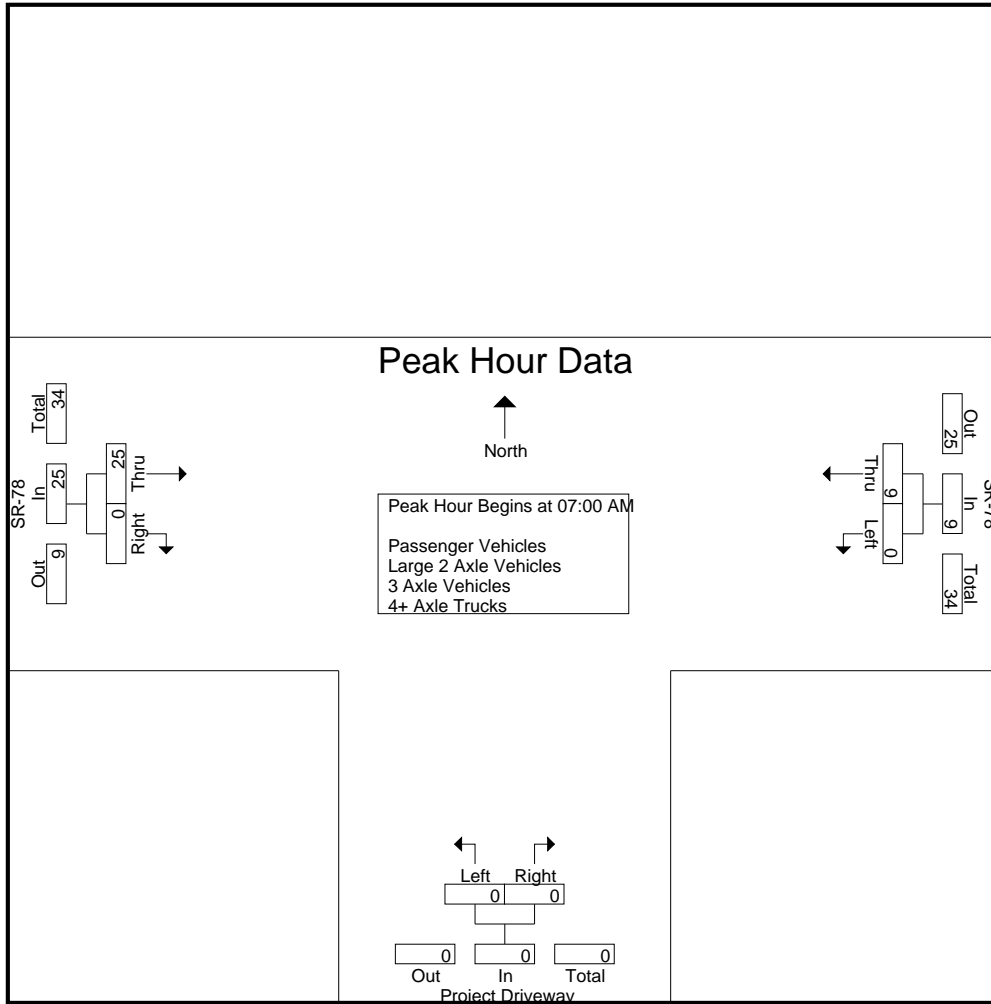 Peak Hour Data
North
Peak Hour Begins at 07:00 AM
Passenger Vehicles
Large 2 Axle Vehicles
3 Axle Vehicles
4+ Axle Trucks
SR-78
Total
34
In
25
Out
9
Thru
25
Right
0
SR-78
Out
25
In
9
Total
34
Thru
9
Left
0
Left Right
0 0
0 0 0
Out In Total
Project Driveway